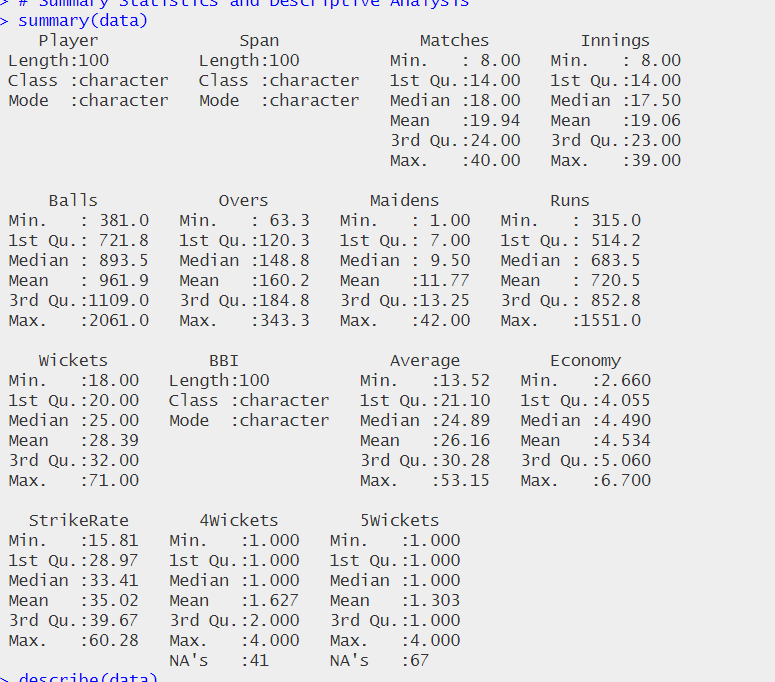 > # Summary Statistics and Descriptive Analysis
> summary(data)
    Player              Span              Matches         Innings
 Length:100         Length:100         Min.   : 8.00   Min.   : 8.00
 Class :character   Class :character   1st Qu.:14.00   1st Qu.:14.00
 Mode  :character   Mode  :character   Median :18.00   Median :17.50
                                       Mean   :19.94   Mean   :19.06
                                       3rd Qu.:24.00   3rd Qu.:23.00
                                       Max.   :40.00   Max.   :39.00
     Balls            Overs          Maidens           Runs
 Min.   : 381.0   Min.   : 63.3   Min.   : 1.00   Min.   : 315.0
 1st Qu.: 721.8   1st Qu.:120.3   1st Qu.: 7.00   1st Qu.: 514.2
 Median : 893.5   Median :148.8   Median : 9.50   Median : 683.5
 Mean   : 961.9   Mean   :160.2   Mean   :11.77   Mean   : 720.5
 3rd Qu.:1109.0   3rd Qu.:184.8   3rd Qu.:13.25   3rd Qu.: 852.8
 Max.   :2061.0   Max.   :343.3   Max.   :42.00   Max.   :1551.0
    Wickets          BBI               Average         Economy
 Min.   :18.00   Length:100         Min.   :13.52   Min.   :2.660
 1st Qu.:20.00   Class :character   1st Qu.:21.10   1st Qu.:4.055
 Median :25.00   Mode  :character   Median :24.89   Median :4.490
 Mean   :28.39                      Mean   :26.16   Mean   :4.534
 3rd Qu.:32.00                      3rd Qu.:30.28   3rd Qu.:5.060
 Max.   :71.00                      Max.   :53.15   Max.   :6.700
   StrikeRate       4Wickets        5Wickets
 Min.   :15.81   Min.   :1.000   Min.   :1.000
 1st Qu.:28.97   1st Qu.:1.000   1st Qu.:1.000
 Median :33.41   Median :1.000   Median :1.000
 Mean   :35.02   Mean   :1.627   Mean   :1.303
 3rd Qu.:39.67   3rd Qu.:2.000   3rd Qu.:1.000
 Max.   :60.28   Max.   :4.000   Max.   :4.000
                 NA's   :41      NA's   :67
> describe(data)